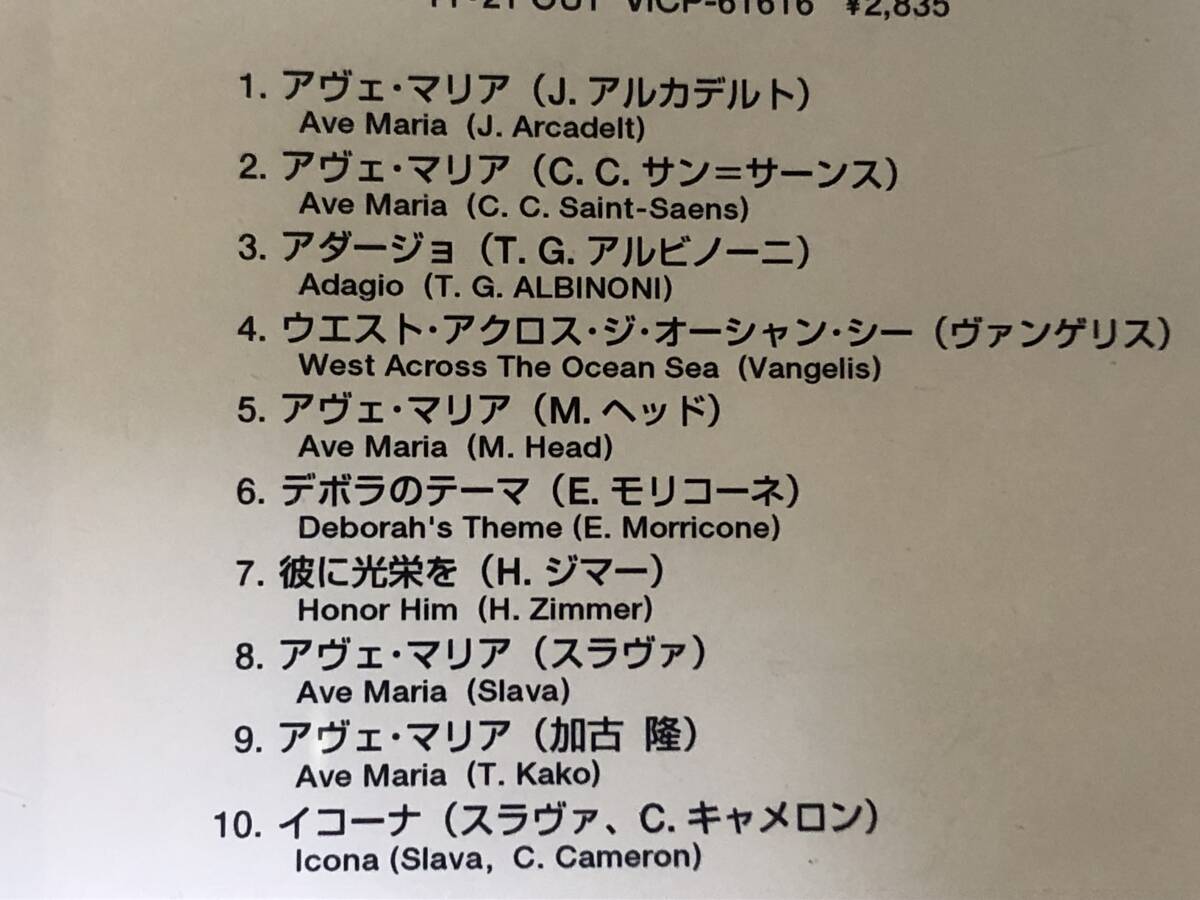 11・21 OUT VICP-61616 ¥2,835
1. アヴェ・マリア（J. アルカデルト）
Ave Maria (J. Arcadelt)
2. アヴェ・マリア（C. C. サン＝サーンス）
Ave Maria (C. C. Saint-Saens)
3. アダージョ（T. G. アルビノーニ）
Adagio (T. G. ALBINONI)
4. ウエスト・アクロス・ジ・オーシャン・シー（ヴァンゲリス）
West Across The Ocean Sea (Vangelis)
5. アヴェ・マリア（M. ヘッド）
Ave Maria (M. Head)
6. デボラのテーマ（E. モリコーネ）
Deborah's Theme (E. Morricone)
7. 彼に光栄を（H. ジマー）
Honor Him (H. Zimmer)
8. アヴェ・マリア（スラヴァ）
Ave Maria (Slava)
9. アヴェ・マリア（加古 隆）
Ave Maria (T. Kako)
10. イコーナ（スラヴァ、C. キャメロン）
Icona (Slava, C. Cameron)